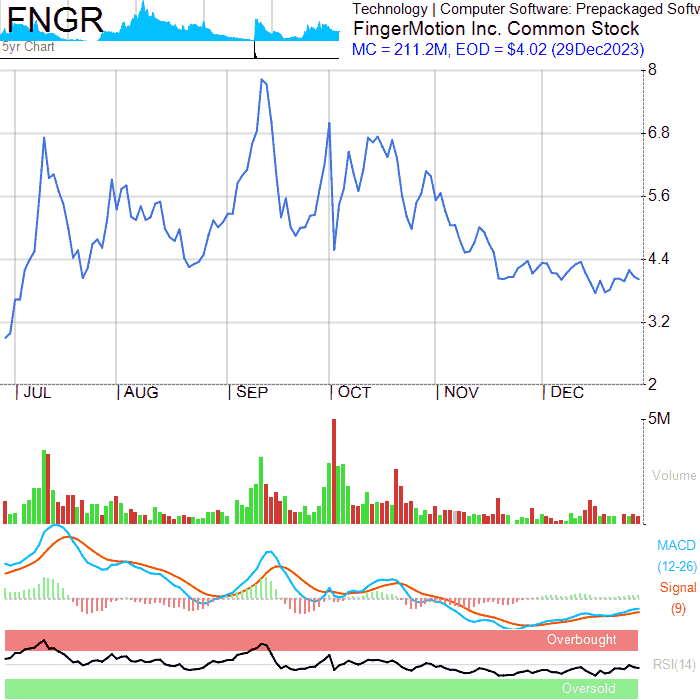 FNGR
5yr Chart
Technology | Computer Software: Prepackaged Softw
FingerMotion Inc. Common Stock
MC = 211.2M, EOD = $4.02 (29Dec2023)
8
6.8
5.6
4.4
3.2
2
| JUL | AUG | SEP | OCT | NOV | DEC
5M
Volume
MACD
(12-26)
Signal
(9)
Overbought
RSI(14)
Oversold